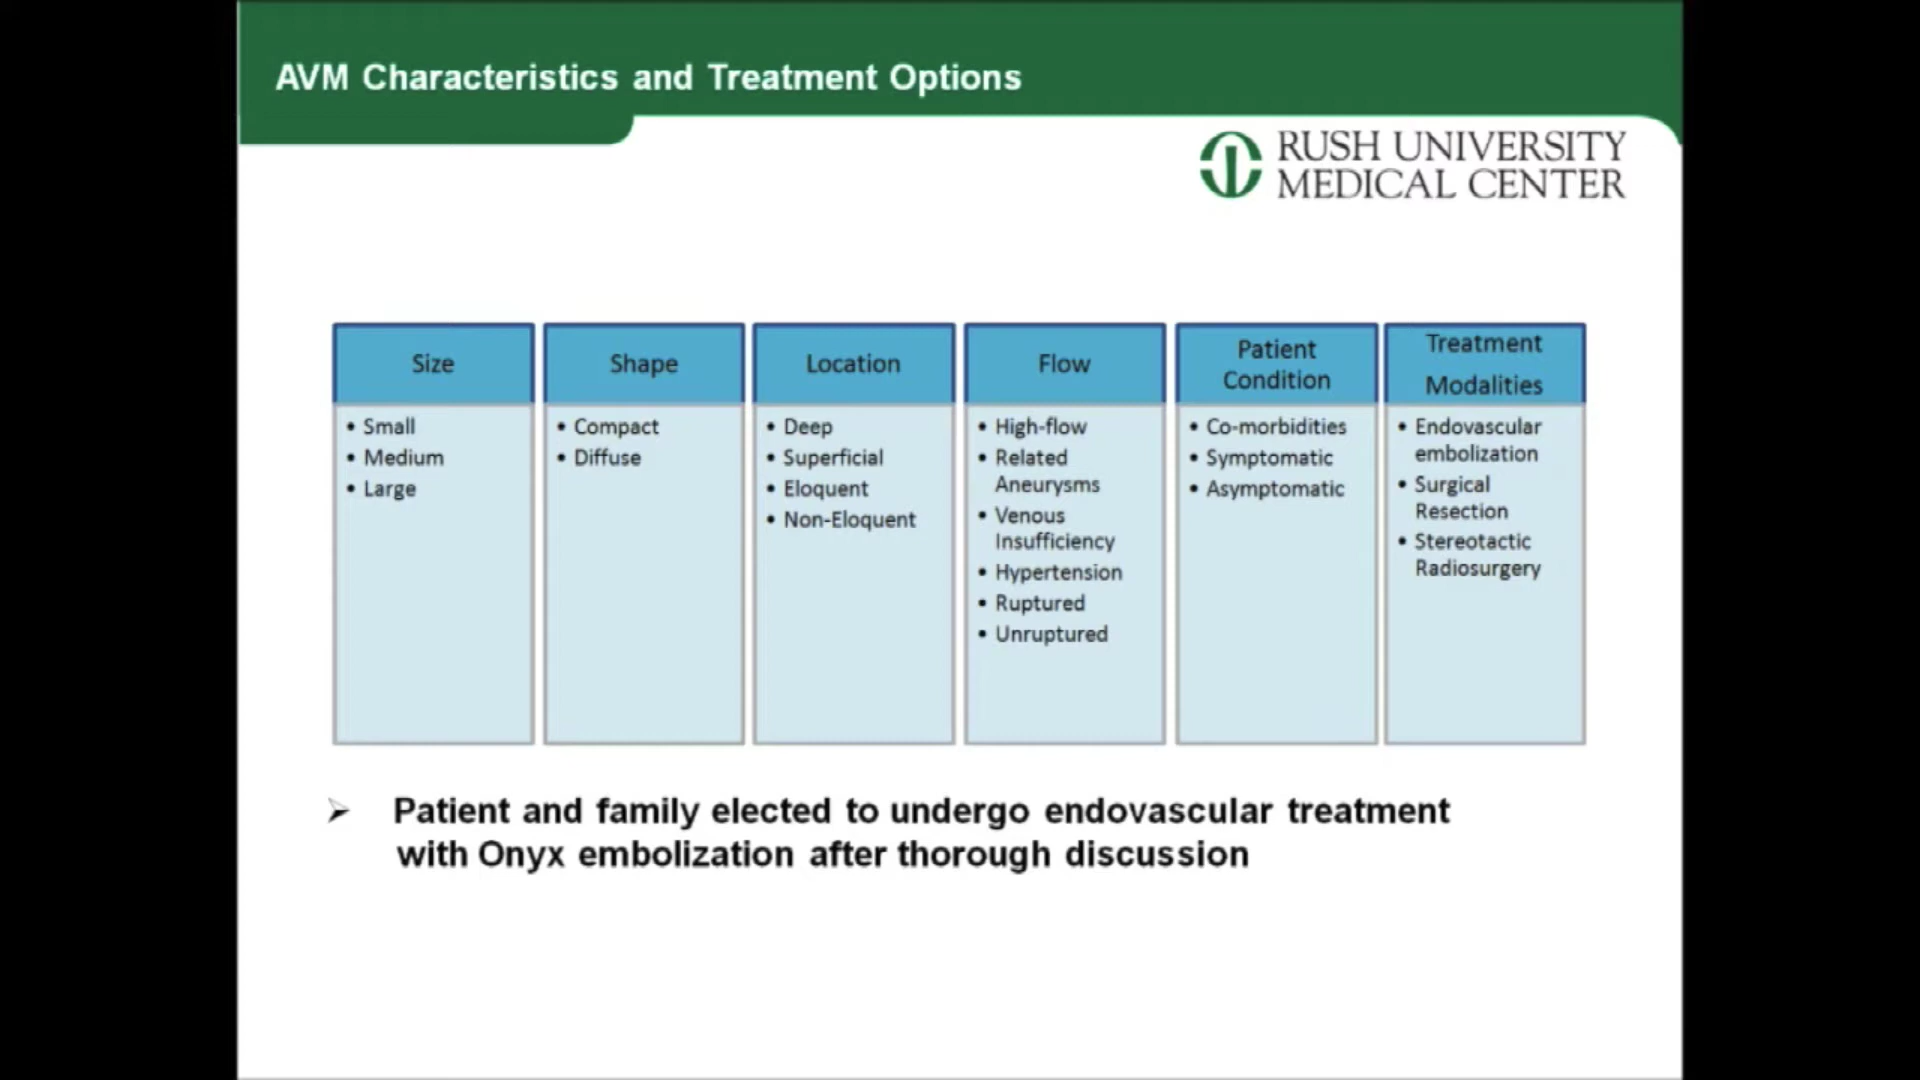 AVM Characteristics and Treatment Options
RUSH UNIVERSITY
MEDICAL CENTER
Size
• Small
• Medium
• Large
Shape
• Compact
• Diffuse
Location
• Deep
• Superficial
• Eloquent
• Non-Eloquent
Flow
• High-flow
• Related
Aneurysms
• Venous
Insufficiency
• Hypertension
• Ruptured
• Unruptured
Patient
Condition
• Co-morbidities
• Symptomatic
• Asymptomatic
Treatment
Modalities
• Endovascular
embolization
• Surgical
Resection
• Stereotactic
Radiosurgery
➢ Patient and family elected to undergo endovascular treatment
with Onyx embolization after thorough discussion